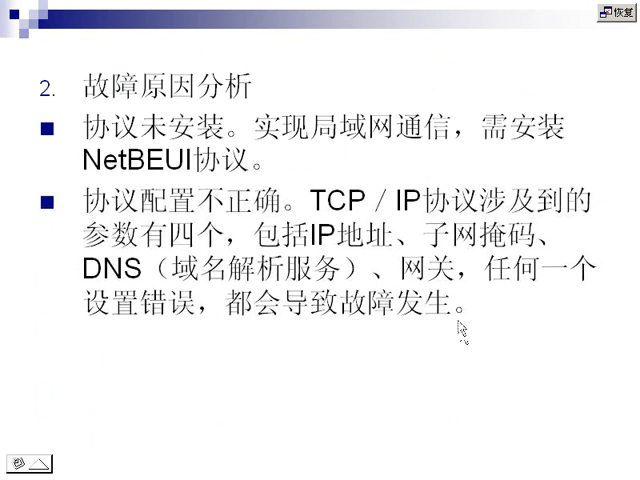 恢复
2. 故障原因分析
■ 协议未安装。实现局域网通信，需安装
NetBEUI协议。
■ 协议配置不正确。TCP／IP协议涉及到的
参数有四个，包括IP地址、子网掩码、
DNS（域名解析服务）、网关，任何一个
设置错误，都会导致故障发生。